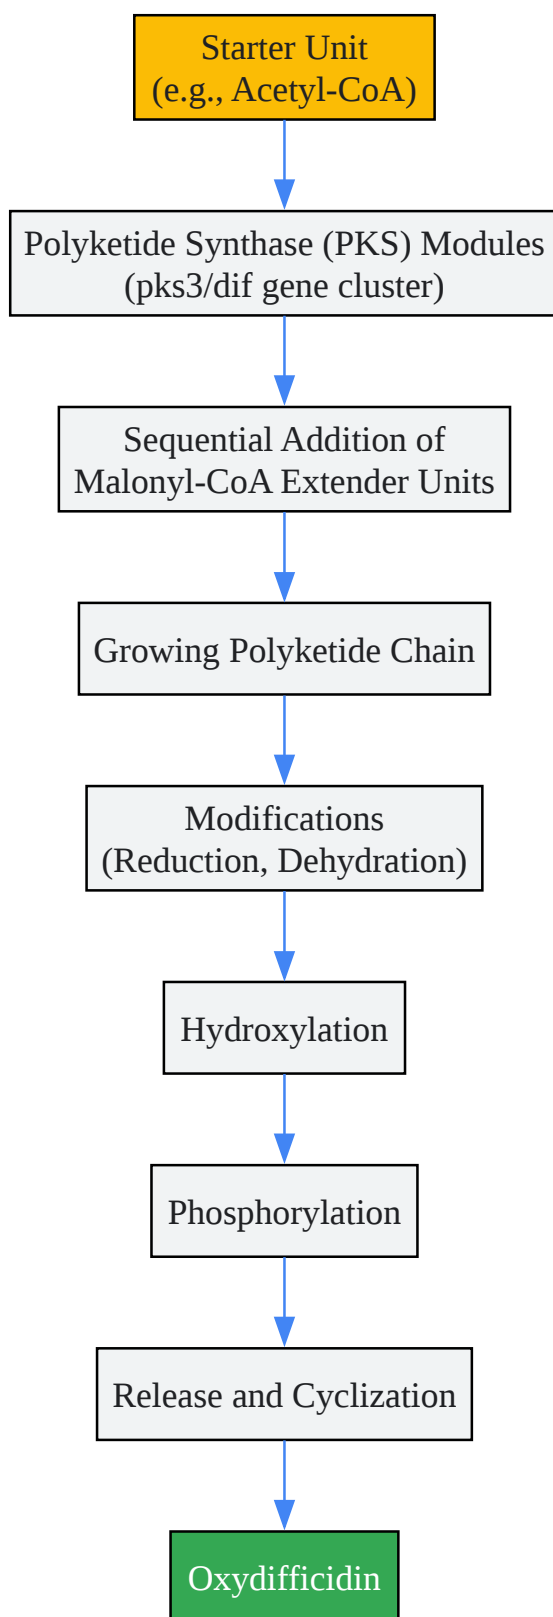 Starter Unit
(e.g., Acetyl-CoA)
Polyketide Synthase (PKS) Modules
(pks3/dif gene cluster)
Sequential Addition of
Malonyl-CoA Extender Units
Growing Polyketide Chain
Modifications
(Reduction, Dehydration)
Hydroxylation
Phosphorylation
Release and Cyclization
Oxydifficidin